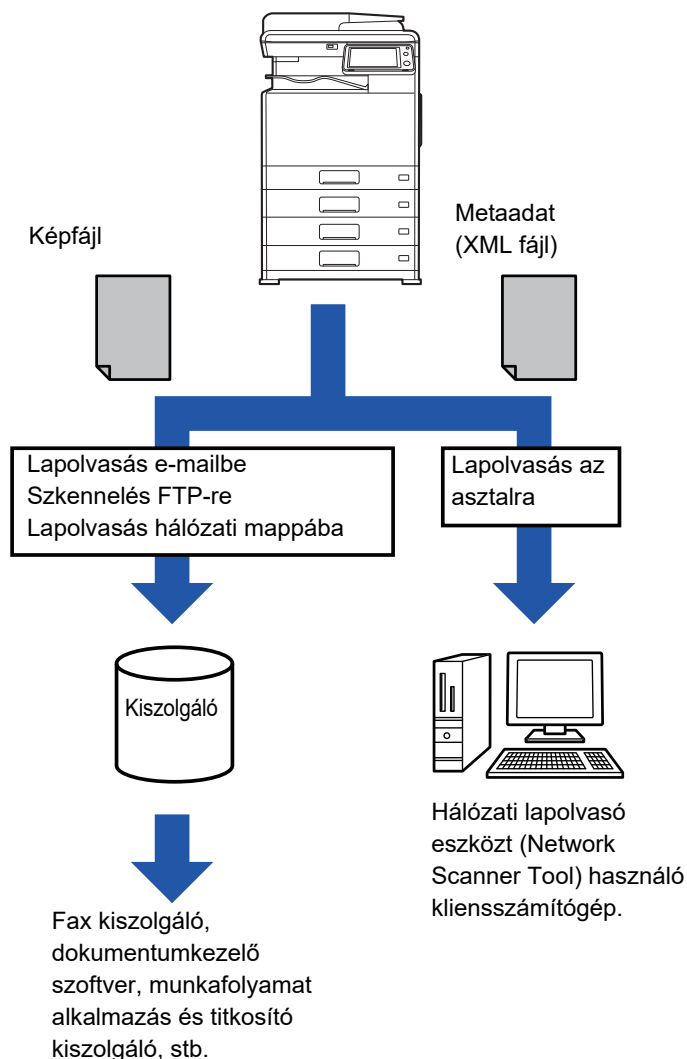 Képfájl
Metaadat
(XML fájl)
Lapolvasás e-mailbe
Szkennelés FTP-re
Lapolvasás hálózati mappába
Lapolvasás az
asztalra
Kiszolgáló
Hálózati lapolvasó
eszközt (Network
Scanner Tool) használó
kliensszámítógép.
Fax kiszolgáló,
dokumentumkezelő
szoftver, munkafolyamat
alkalmazás és titkosító
kiszolgáló, stb.